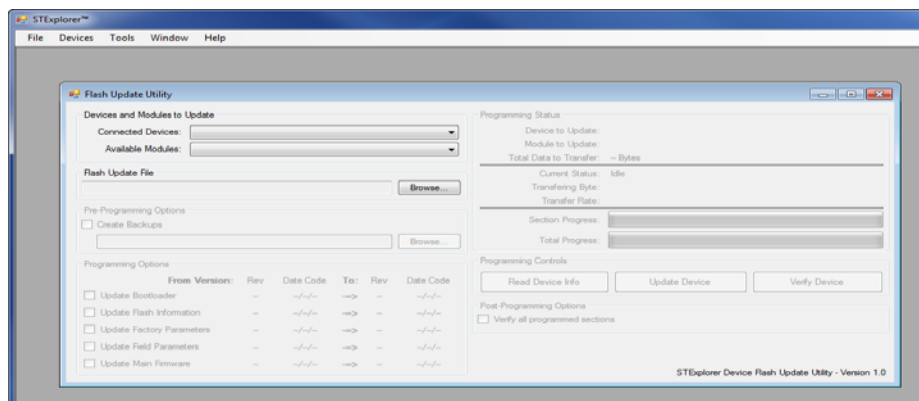 STExplorer™
File Devices Tools Window Help
Flash Update Utility
Devices and Modules to Update
Connected Devices:
Available Modules:
Flash Update File
Browse...
Pre-Programming Options
Create Backups
Browse...
Programming Options
From Version: Rev Date Code To: Rev Date Code
Update Bootloader -- --/--/-- --=> -- --/--/--
Update Flash Information -- --/--/-- --=> -- --/--/--
Update Factory Parameters -- --/--/-- --=> -- --/--/--
Update Field Parameters -- --/--/-- --=> -- --/--/--
Update Main Firmware -- --/--/-- --=> -- --/--/--
Programming Status
Device to Update:
Module to Update:
Total Data to Transfer: -- Bytes
Current Status: Idle
Transfering Byte:
Transfer Rate:
Section Progress:
Total Progress:
Programming Controls
Read Device Info Update Device Verify Device
Post-Programming Options
Verify all programmed sections
STExplorer Device Flash Update Utility - Version 1.0